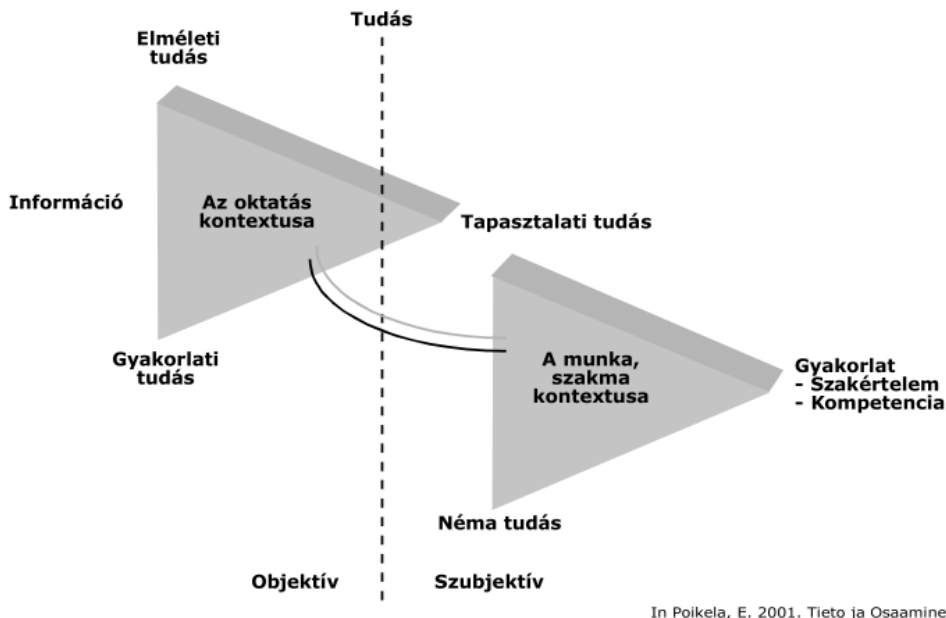 Tudás
Elméleti
tudás
Információ
Az oktatás
kontextusa
Tapasztalati tudás
Gyakorlati
tudás
A munka,
szakma
kontextusa
Gyakorlat
- Szakértelem
- Kompetencia
Néma tudás
Objektív
Szubjektív
In Poikela, E. 2001. Tieto ja Osaamine